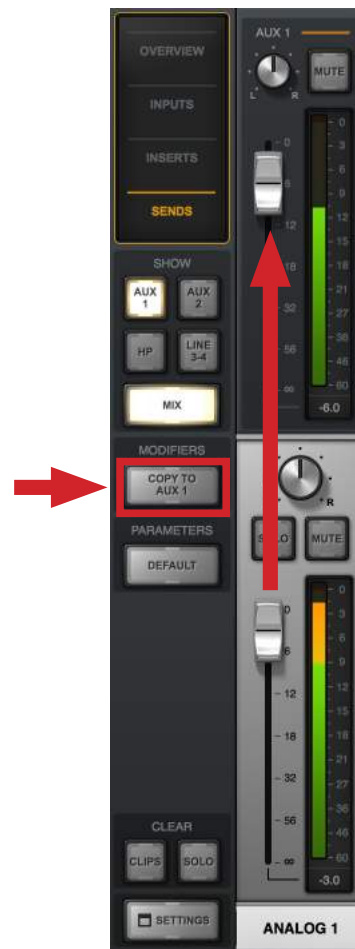 OVERVIEW
INPUTS
INSERTS
SENDS
SHOW
AUX 1
AUX 2
HP
LINE 3-4
MIX
MODIFIERS
COPY TO
AUX 1
PARAMETERS
DEFAULT
CLEAR
CLIPS
SOLO
SETTINGS
AUX 1
L
R
MUTE
0
12
18
32
56
∞
0
3
6
9
12
15
18
21
27
38
46
60
-6.0
R
SOLO
MUTE
0
6
12
18
32
56
∞
0
3
6
9
12
15
18
21
27
38
46
60
-3.0
ANALOG 1